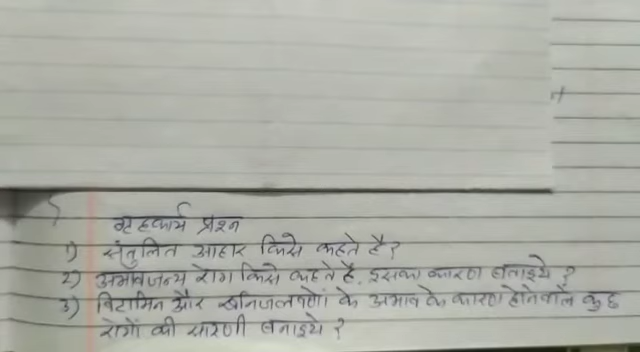 गृहकार्य प्रश्न
1) संतुलित आहार किसे कहते है?
2) अभावजन्य रोग किसे कहते हैं. इसका कारण बताइये ?
3) विटामिन और खनिजलवणों के अभाव के कारण होनेवाले कुछ
रोगों की सारणी बनाइये ?